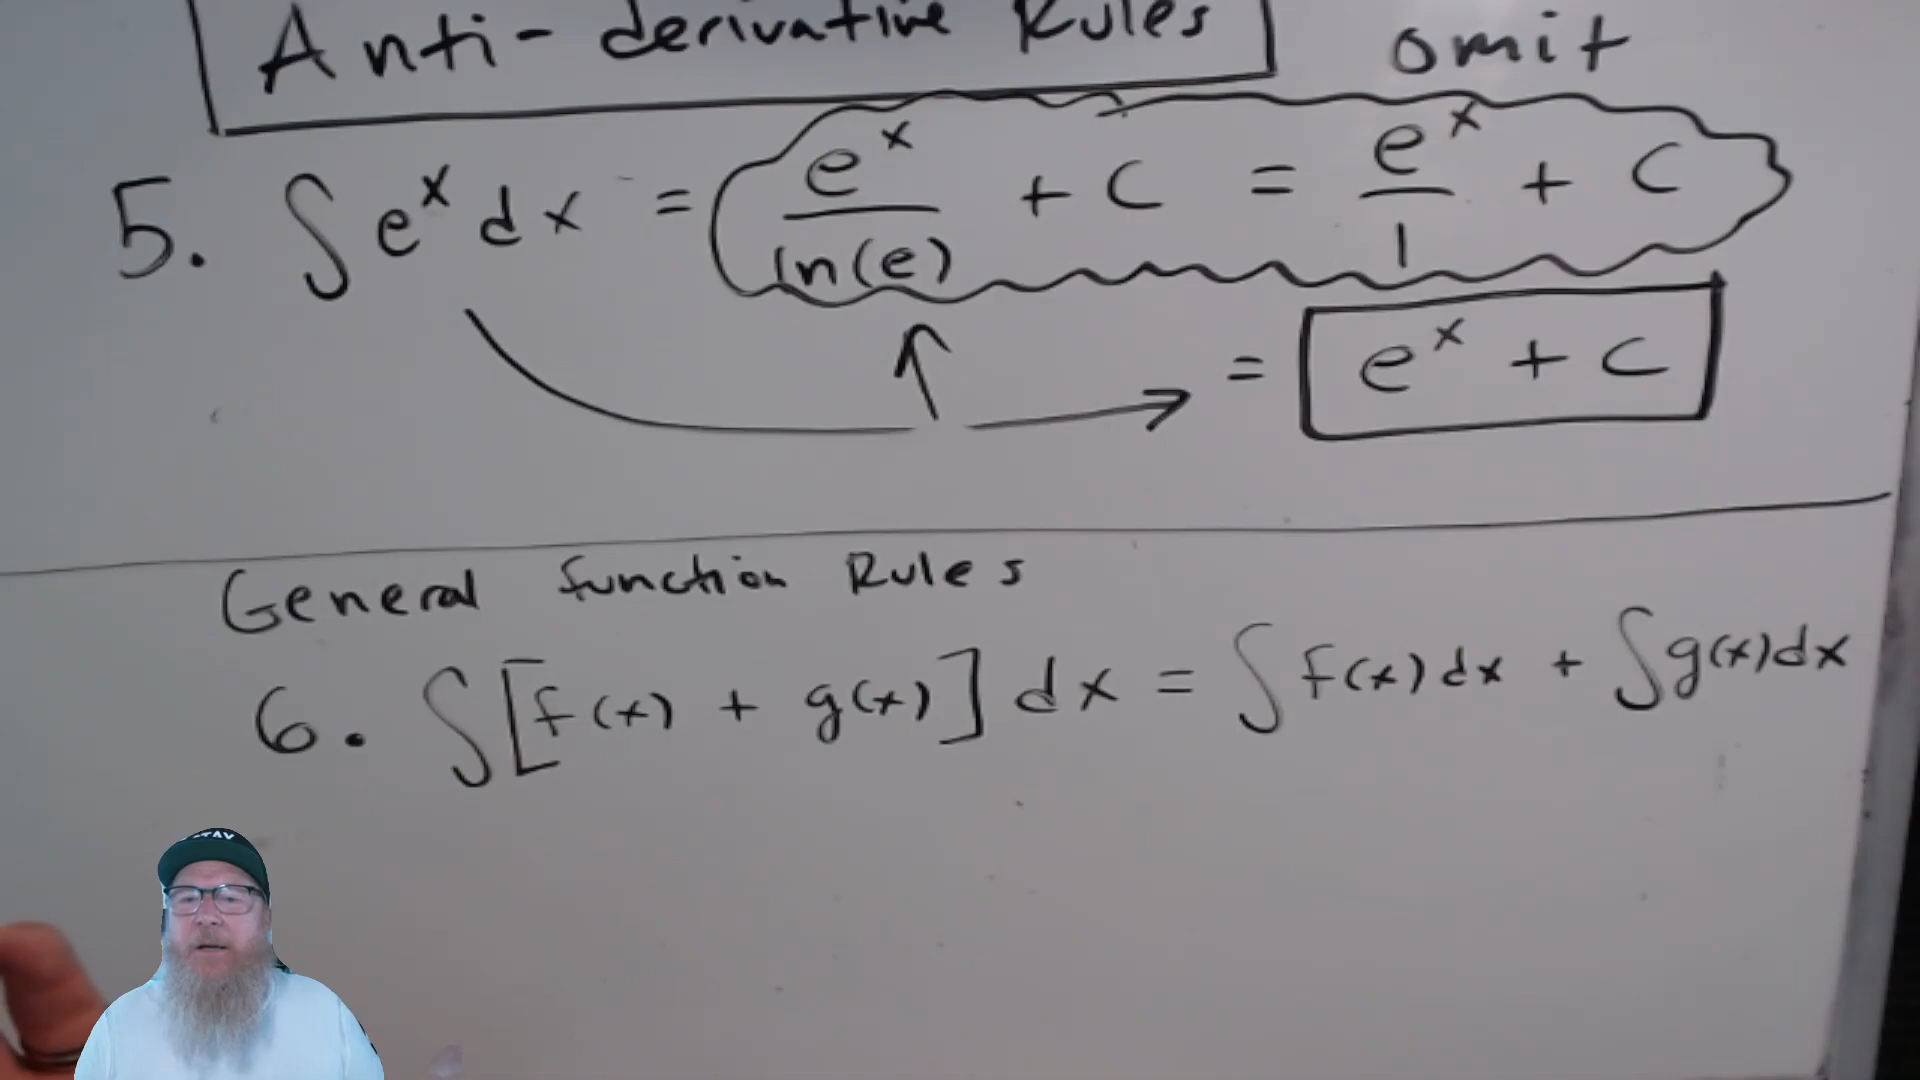 Anti-derivative Rules
omit
5. ∫ e^x dx = e^x / ln(e) + C = e^x / 1 + C
= e^x + C
General function Rules
6. ∫ [f(x) + g(x)] dx = ∫ f(x) dx + ∫ g(x) dx